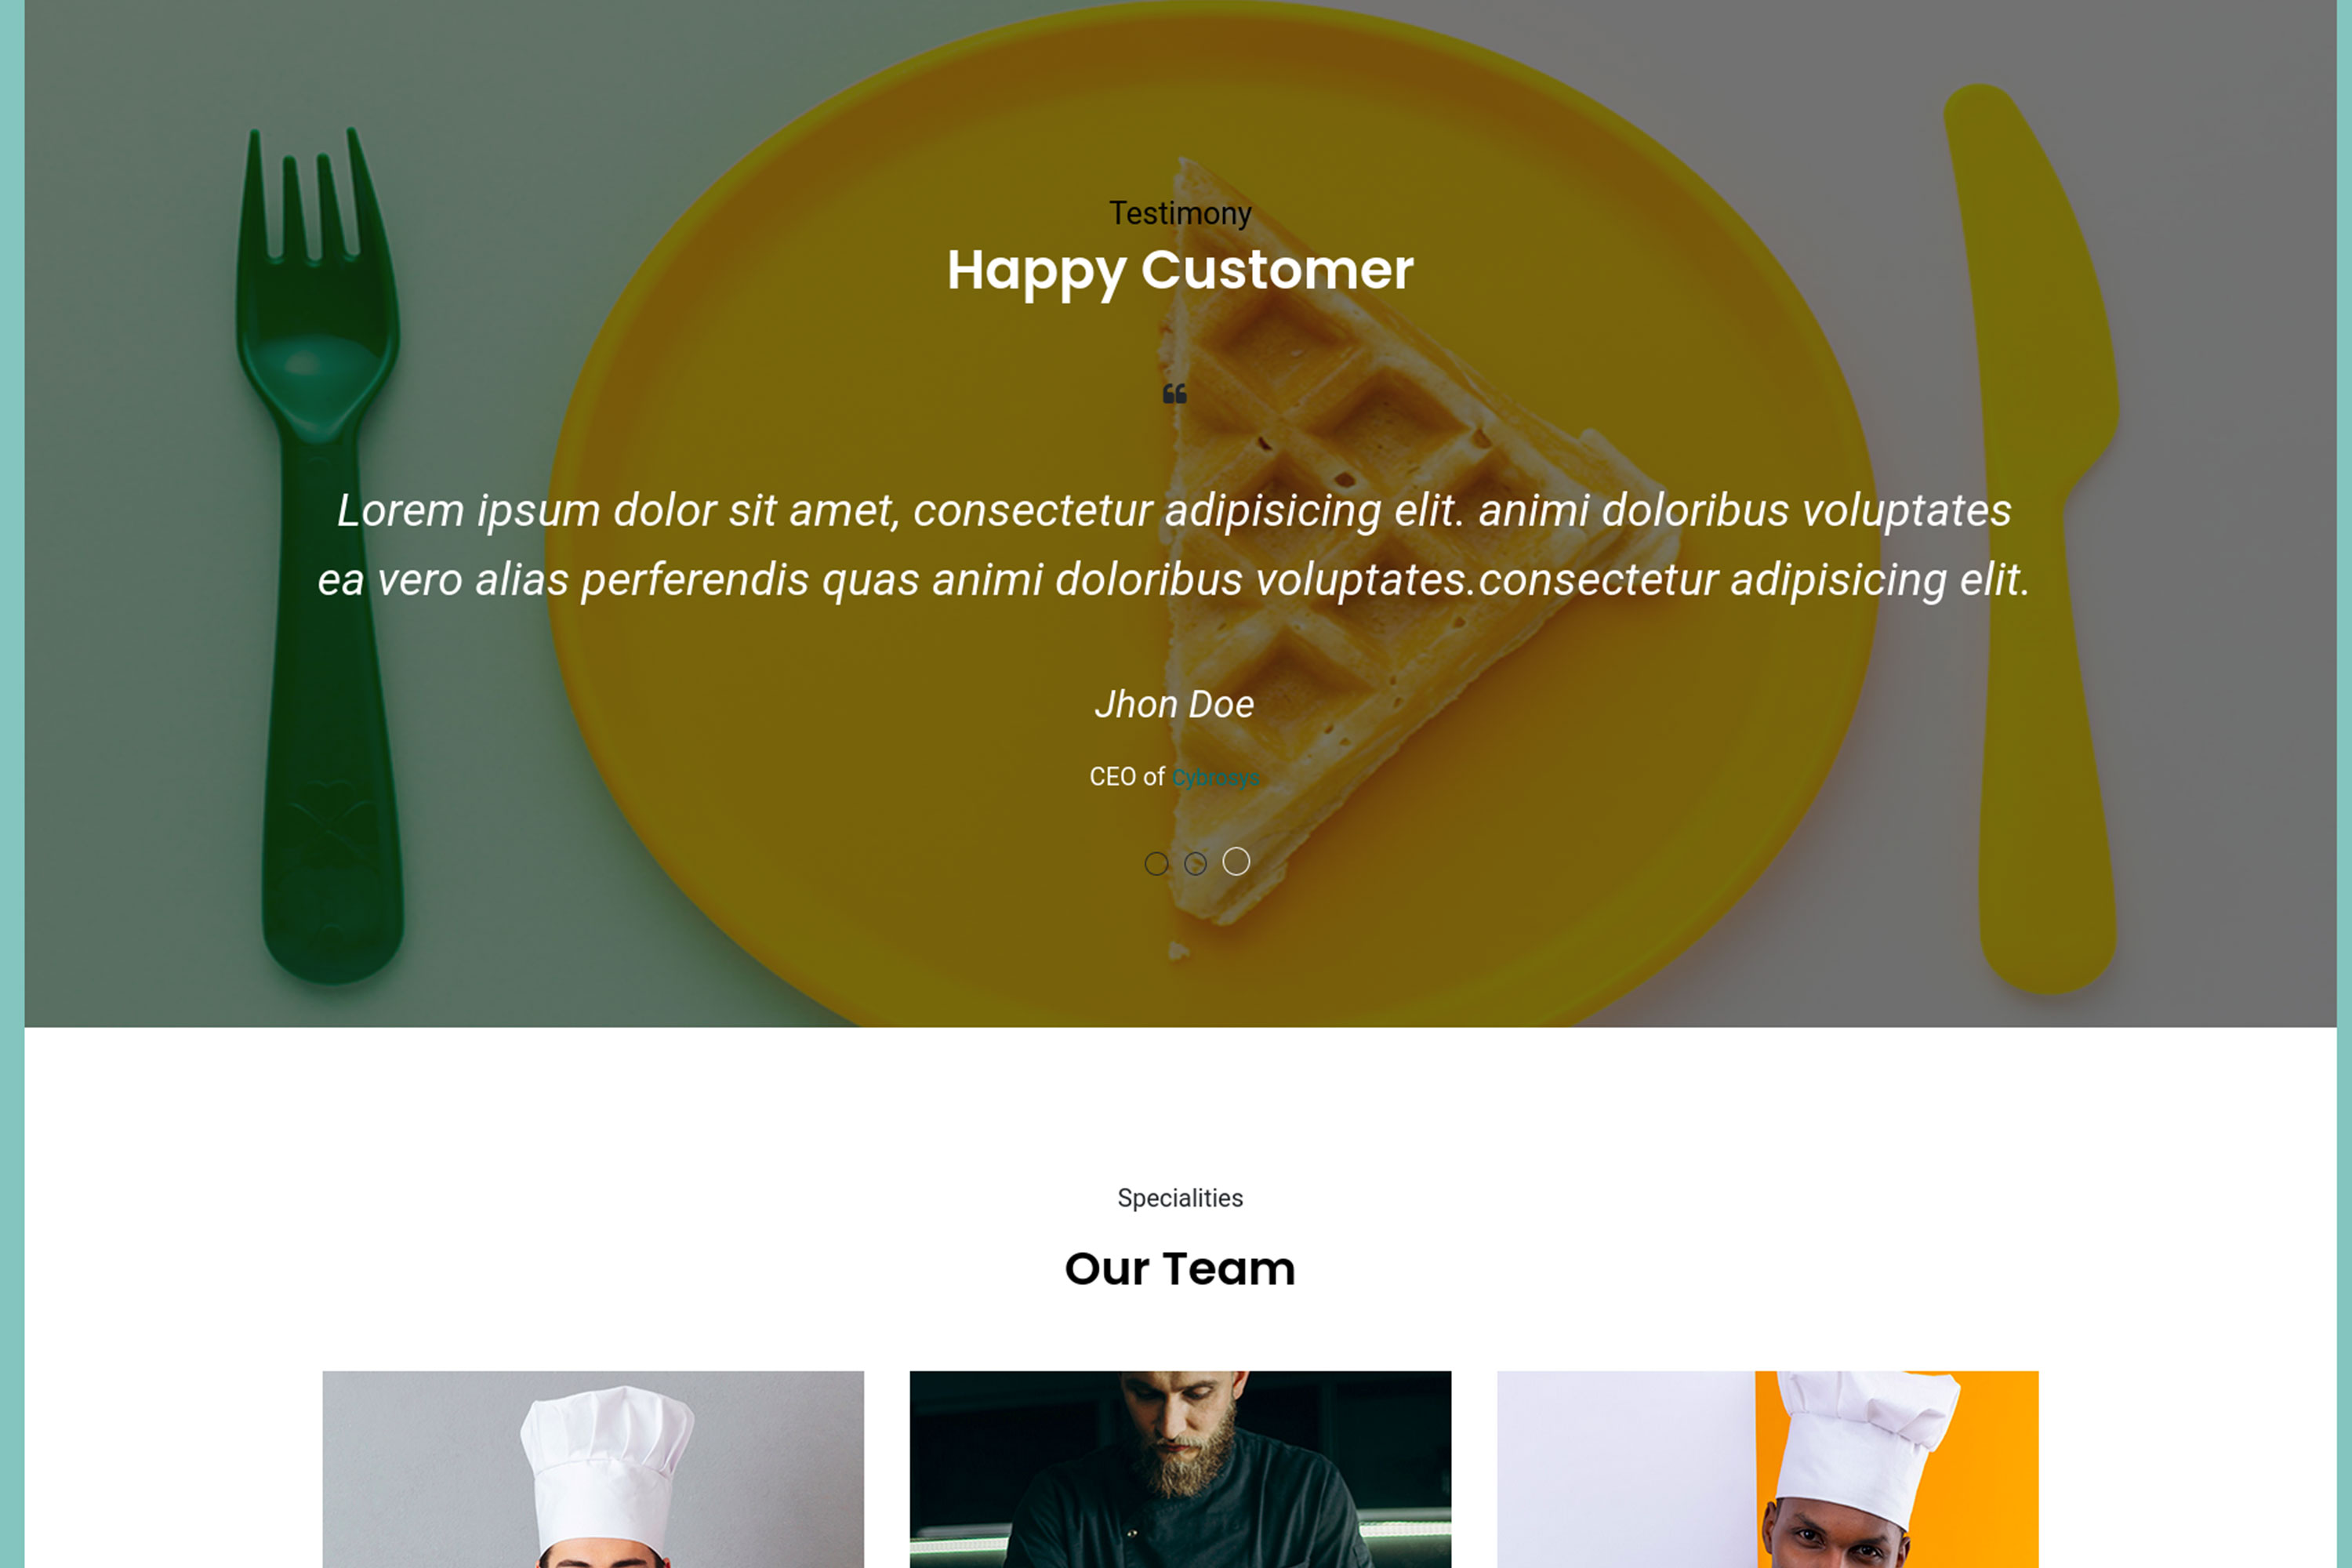 Testimony
Happy Customer
❝
Lorem ipsum dolor sit amet, consectetur adipisicing elit. animi doloribus voluptates
ea vero alias perferendis quas animi doloribus voluptates.consectetur adipisicing elit.
Jhon Doe
CEO of Cybrosys
Specialities
Our Team